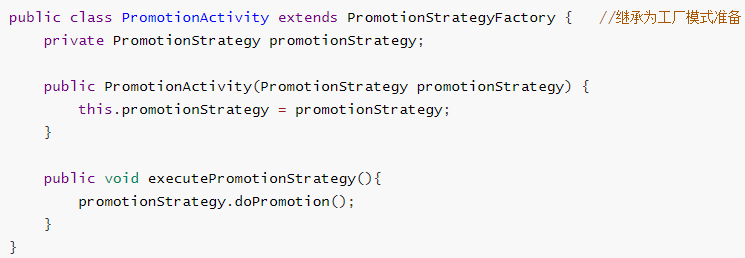 public class PromotionActivity extends PromotionStrategyFactory {   //继承为工厂模式准备
    private PromotionStrategy promotionStrategy;

    public PromotionActivity(PromotionStrategy promotionStrategy) {
        this.promotionStrategy = promotionStrategy;
    }

    public void executePromotionStrategy(){
        promotionStrategy.doPromotion();
    }
}